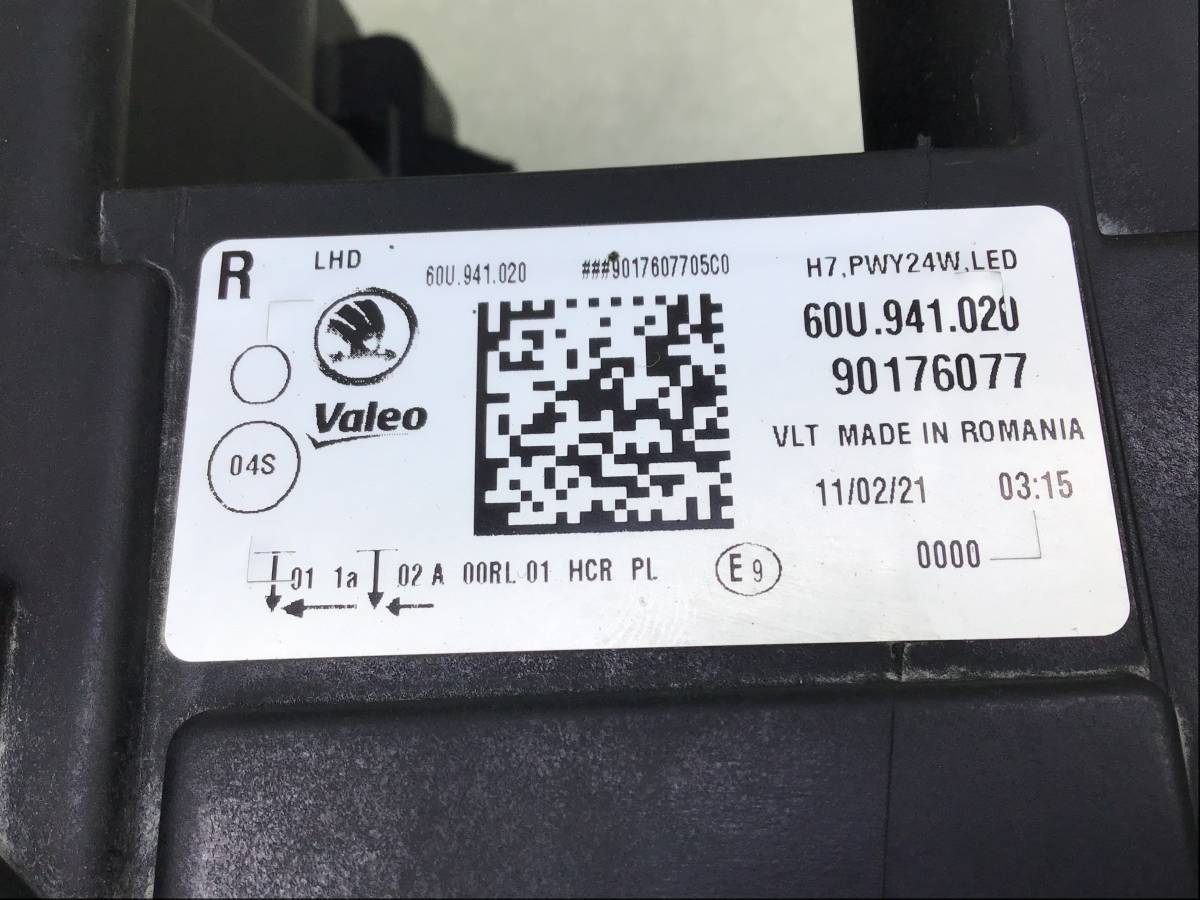 R LHD 60U.941.020 ###9017607705C0 H7,PWY24W,LED
60U.941.020
90176077
Valeo
VLT MADE IN ROMANIA
04S
11/02/21 03:15
01 1a 02 A 00RL 01 HCR PL E9 0000